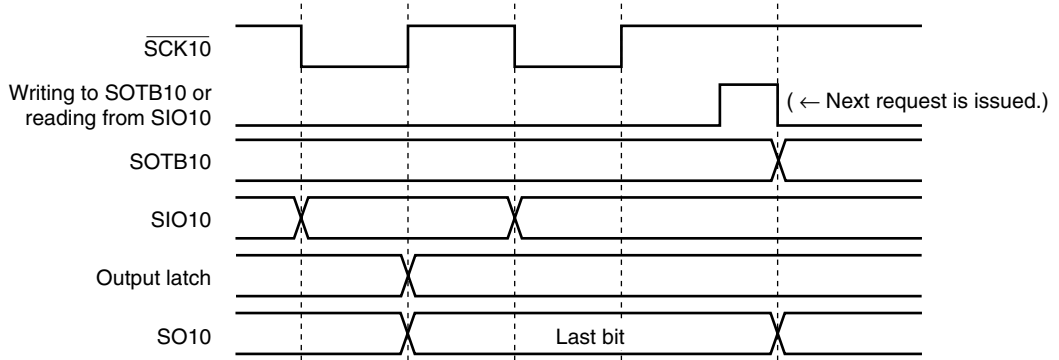 SCK10
Writing to SOTB10 or
reading from SIO10
( ← Next request is issued.)
SOTB10
SIO10
Output latch
SO10
Last bit